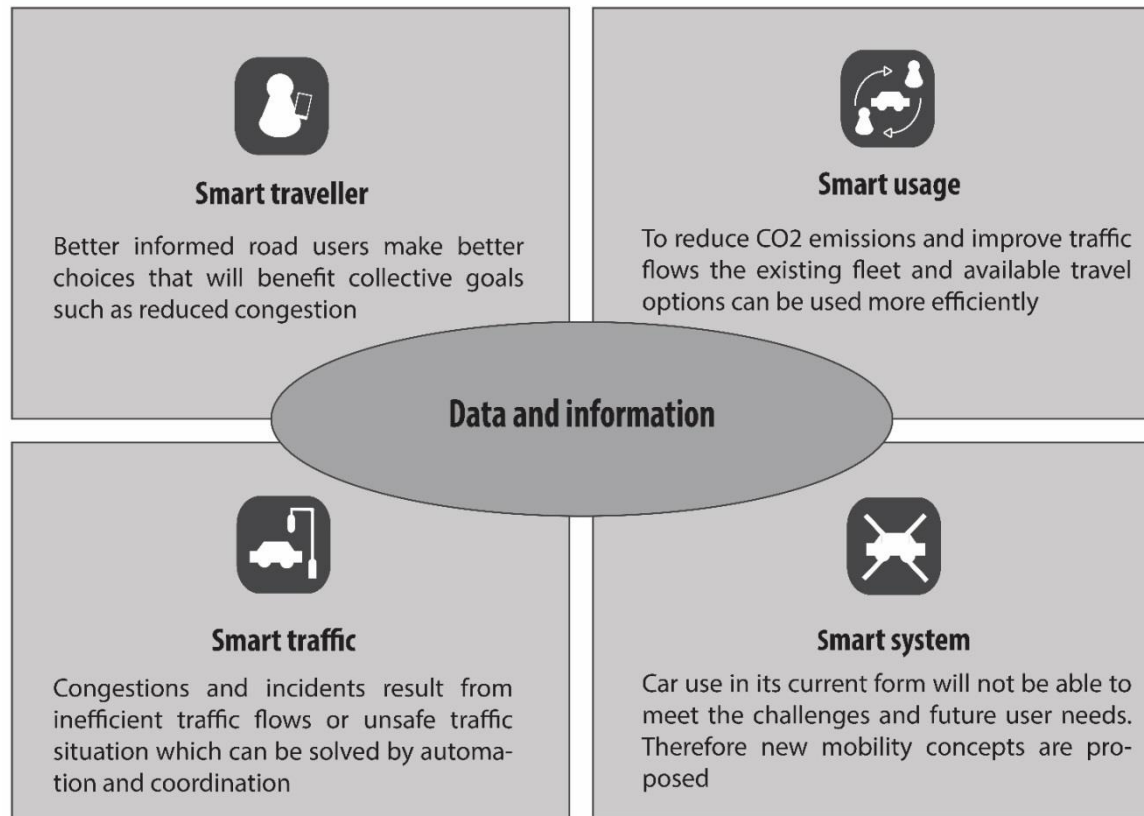 Smart traveller
Better informed road users make better
choices that will benefit collective goals
such as reduced congestion
Smart usage
To reduce CO2 emissions and improve traffic
flows the existing fleet and available travel
options can be used more efficiently
Data and information
Smart traffic
Congestions and incidents result from
inefficient traffic flows or unsafe traffic
situation which can be solved by automa-
tion and coordination
Smart system
Car use in its current form will not be able to
meet the challenges and future user needs.
Therefore new mobility concepts are pro-
posed